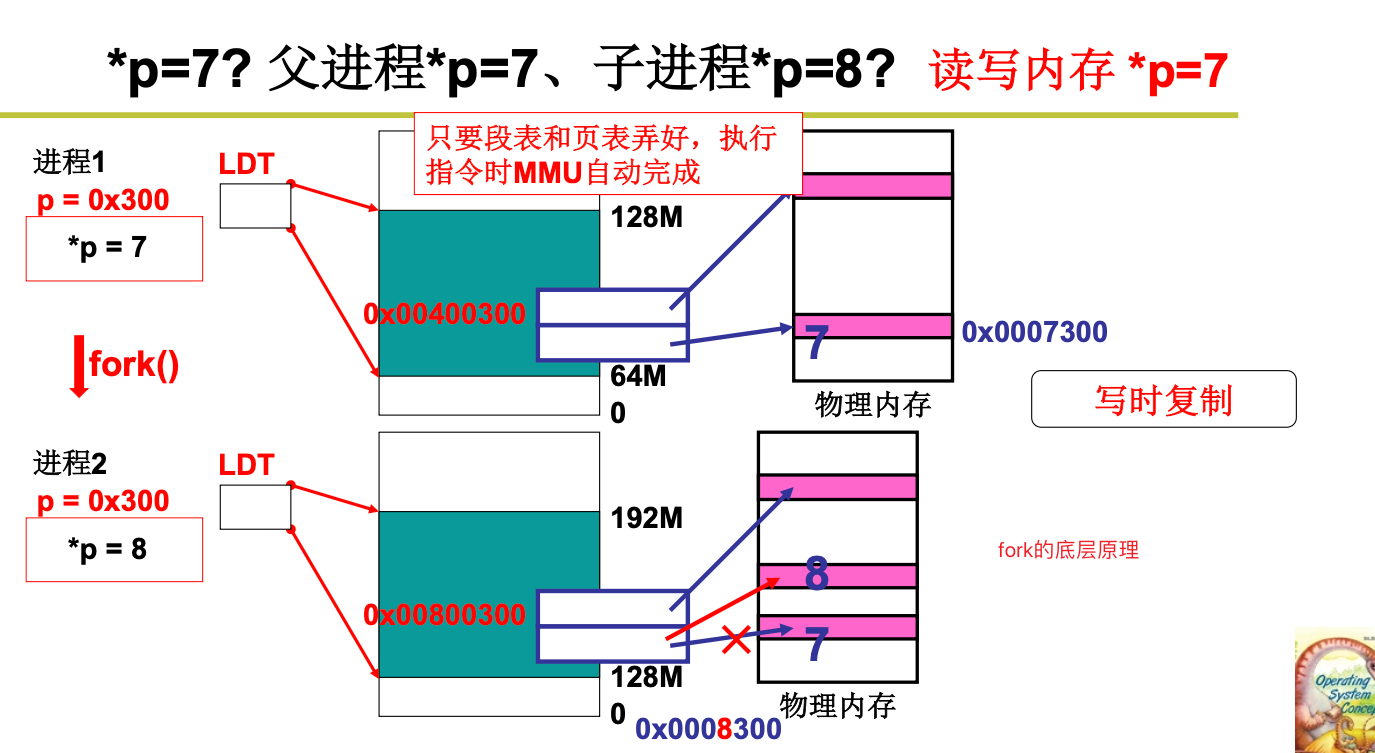 *p=7? 父进程*p=7、子进程*p=8? 读写内存 *p=7
只要段表和页表弄好，执行
指令时MMU自动完成
进程1
p = 0x300
*p = 7
LDT
128M
0x00400300
64M
0
7
0x0007300
物理内存
fork()
写时复制
进程2
p = 0x300
*p = 8
LDT
192M
0x00800300
128M
0
8
7
0x0008300
物理内存
fork的底层原理
Operating
System